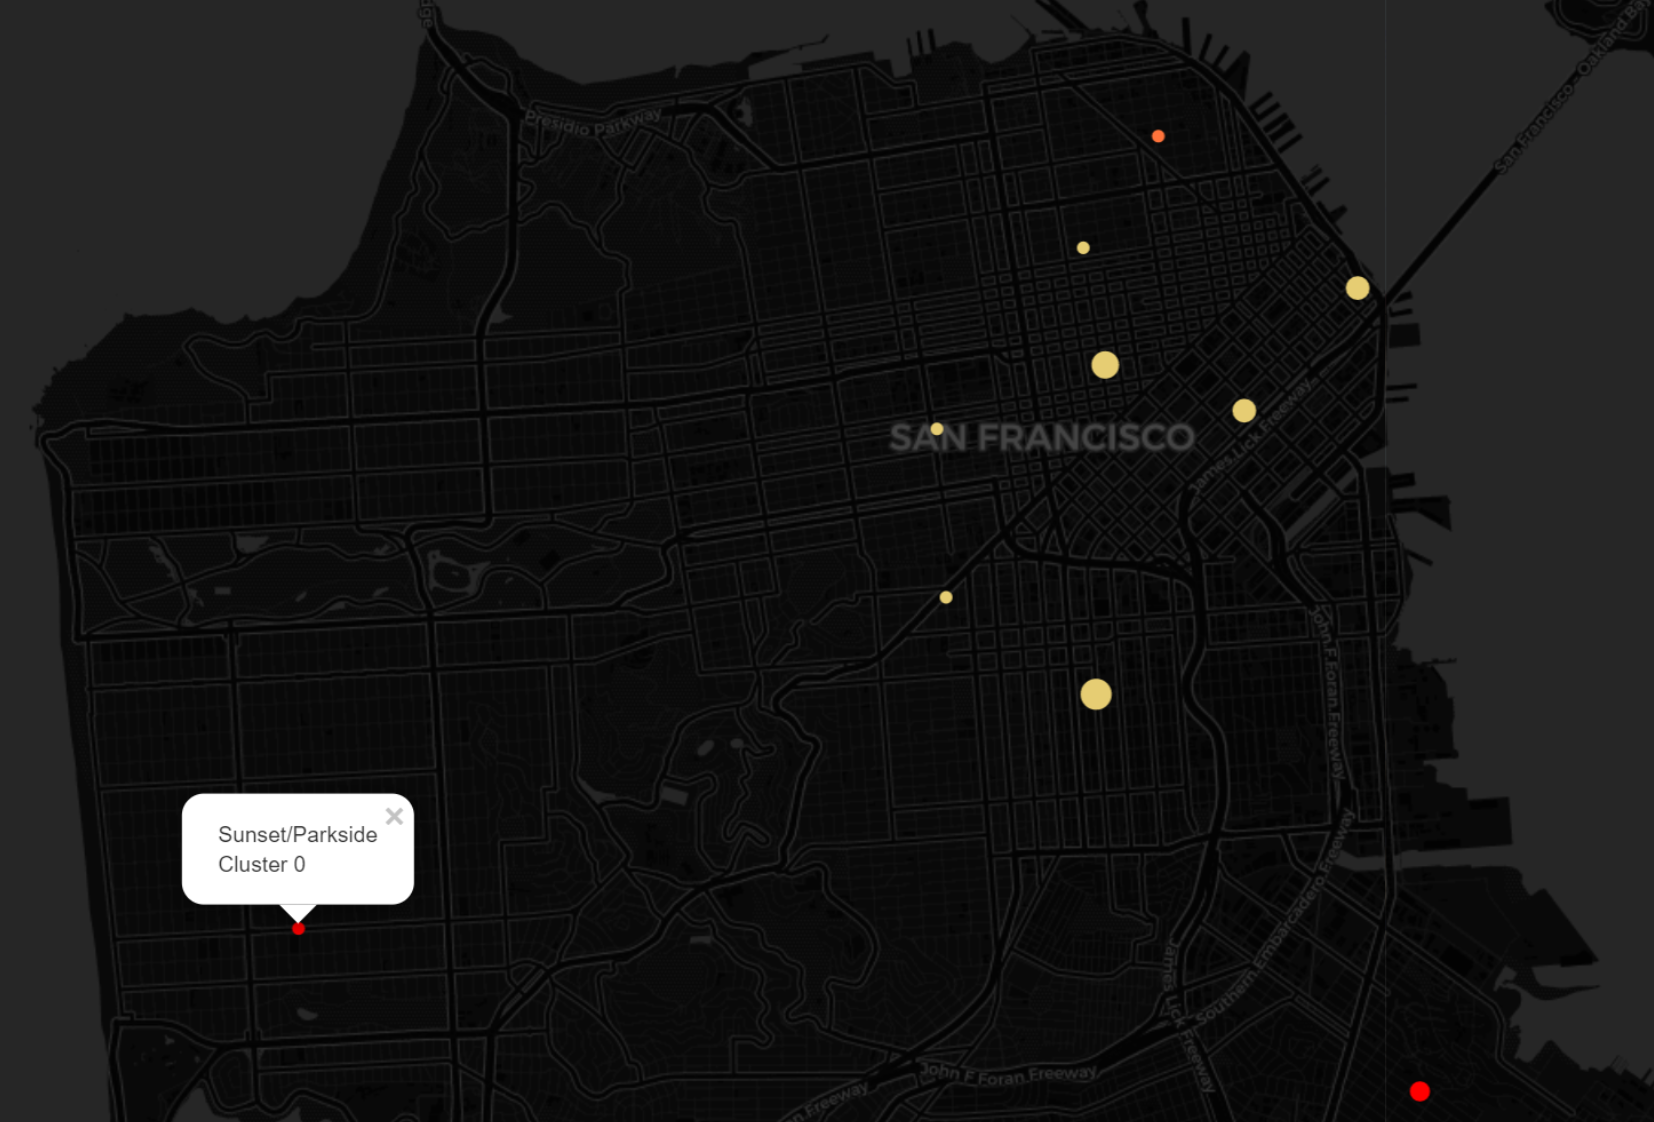 Presidio Parkway
San Francisco - Oakland Bay
SAN FRANCISCO
James Lick Freeway
John F Foran Freeway
Sunset/Parkside
Cluster 0
×
Southern Embarcadero Freeway
James Lick Freeway
John F Foran Freeway
Freeway